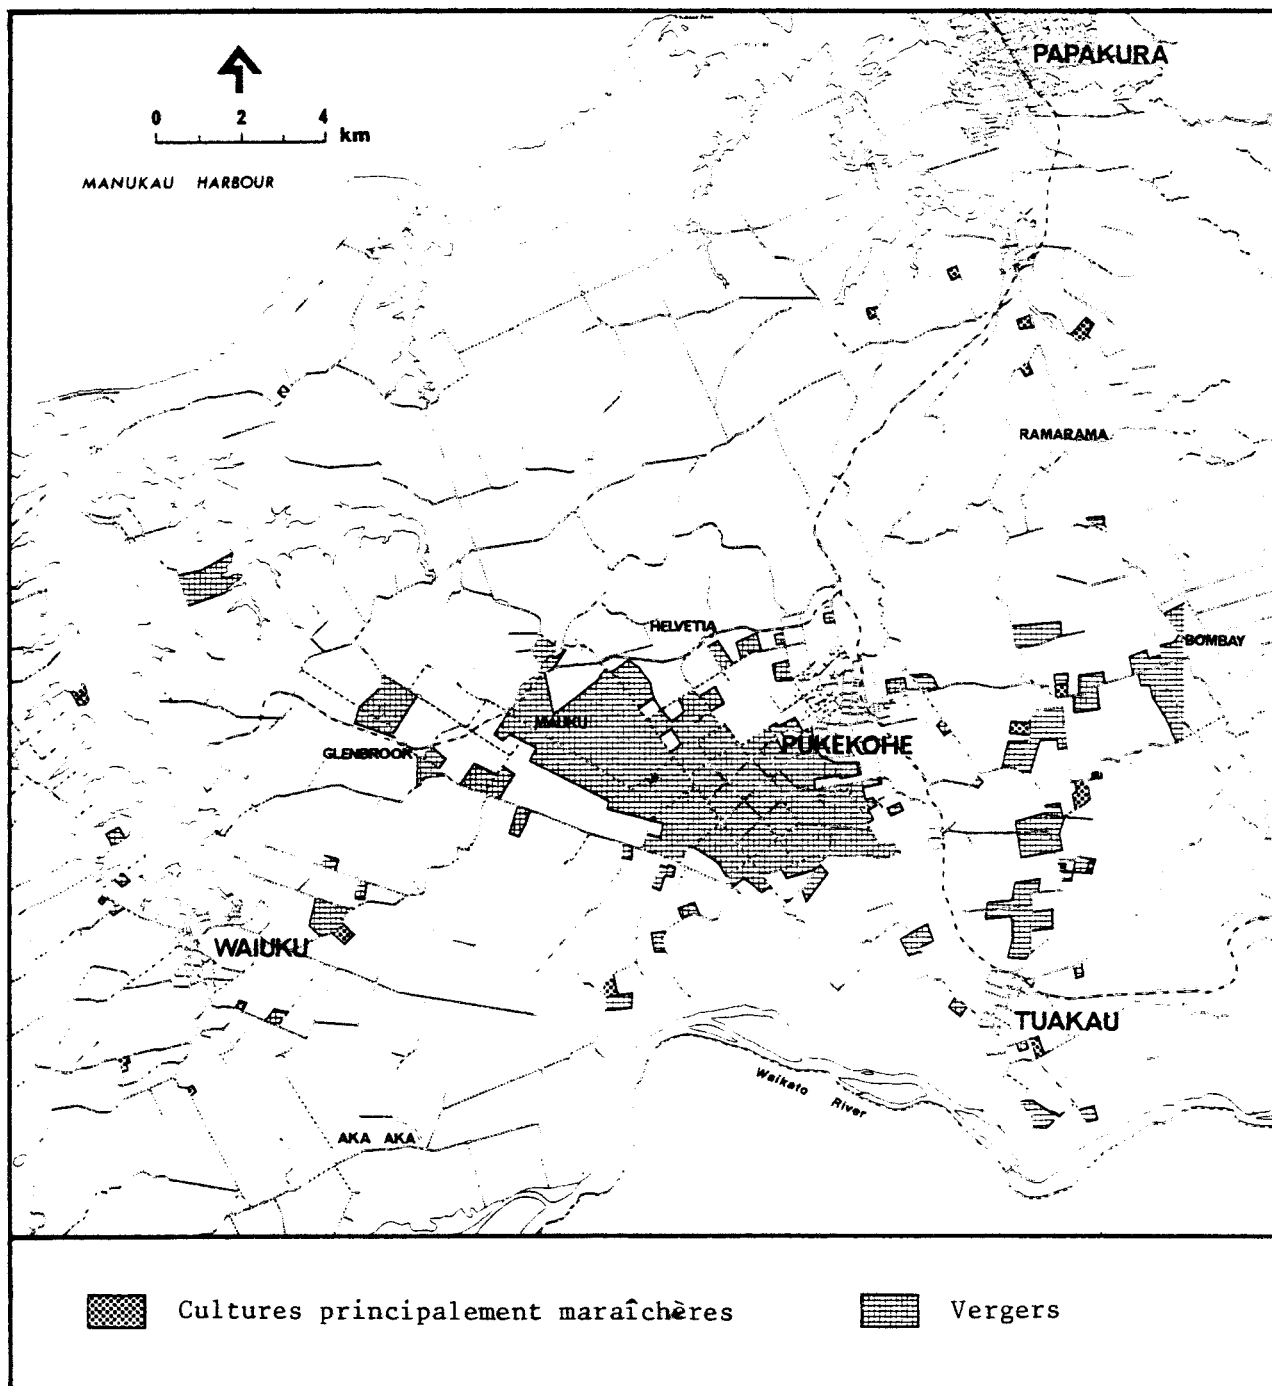 PAPAKURA
0 2 4
km
MANUKAU HARBOUR
RAMARAMA
HELVETIA
BOMBAY
MAUKU
PUKEKOHE
GLENBROOK
WAIUKU
TUAKAU
Waikato River
AKA AKA
Cultures principalement maraîchères
Vergers